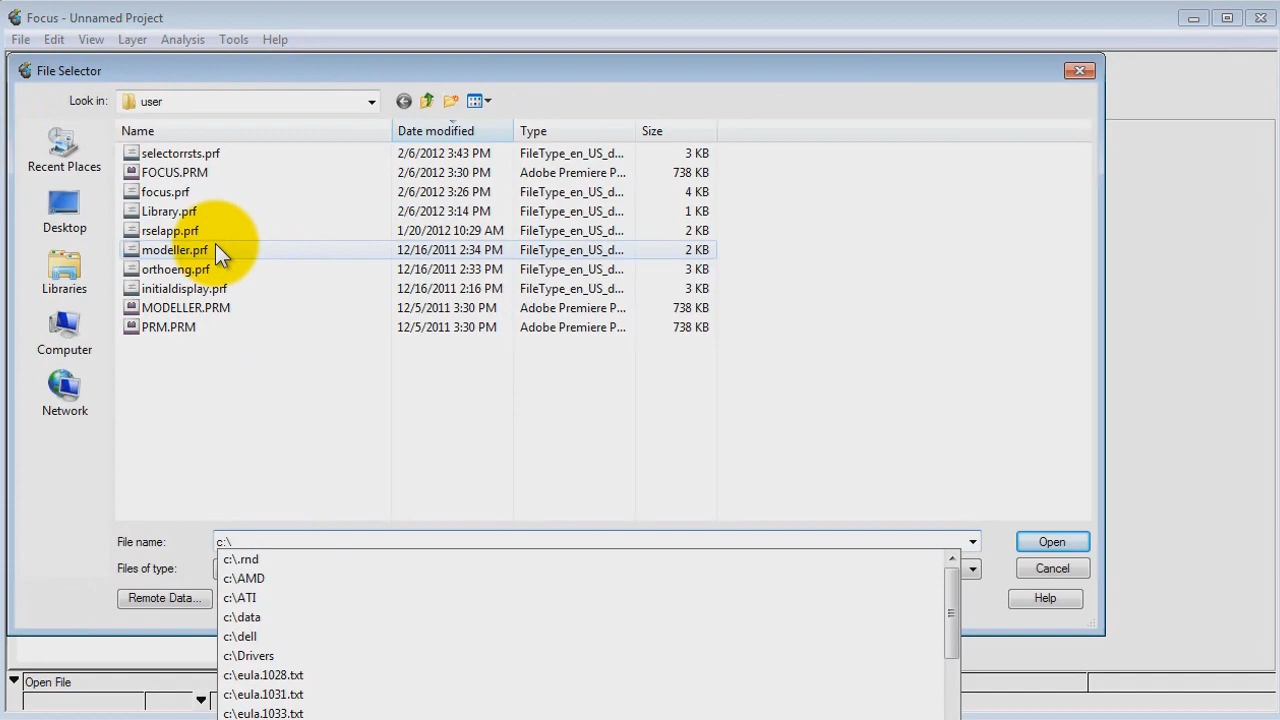 Focus - Unnamed Project
File Edit View Layer Analysis Tools Help
File Selector
Look in: user
Recent Places
Desktop
Libraries
Computer
Network
Name Date modified Type Size
selectorrsts.prf 2/6/2012 3:43 PM FileType_en_US_d... 3 KB
FOCUS.PRM 2/6/2012 3:30 PM Adobe Premiere P... 738 KB
focus.prf 2/6/2012 3:26 PM FileType_en_US_d... 4 KB
Library.prf 2/6/2012 3:14 PM FileType_en_US_d... 1 KB
rselapp.prf 1/20/2012 10:29 AM FileType_en_US_d... 2 KB
modeller.prf 12/16/2011 2:34 PM FileType_en_US_d... 2 KB
orthoeng.prf 12/16/2011 2:33 PM FileType_en_US_d... 3 KB
initialdisplay.prf 12/16/2011 2:16 PM FileType_en_US_d... 3 KB
MODELLER.PRM 12/5/2011 3:30 PM Adobe Premiere P... 738 KB
PRM.PRM 12/5/2011 3:30 PM Adobe Premiere P... 738 KB
File name: c:\ Open
Files of type: Cancel
Remote Data... Help
c:\.rnd
c:\AMD
c:\ATI
c:\data
c:\dell
c:\Drivers
c:\eula.1028.txt
c:\eula.1031.txt
c:\eula.1033.txt
Open File